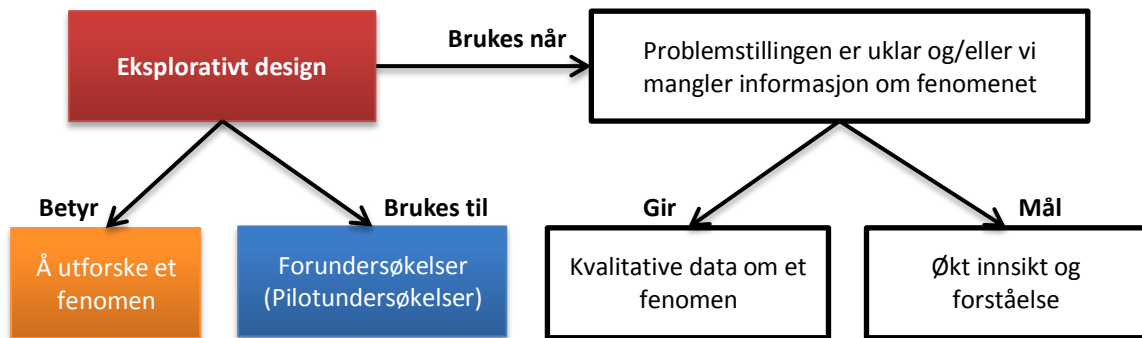 Eksplorativt design
Brukes når
Problemstillingen er uklar og/eller vi
mangler informasjon om fenomenet
Betyr
Brukes til
Gir
Mål
Å utforske et
fenomen
Forundersøkelser
(Pilotundersøkelser)
Kvalitative data om et
fenomen
Økt innsikt og
forståelse